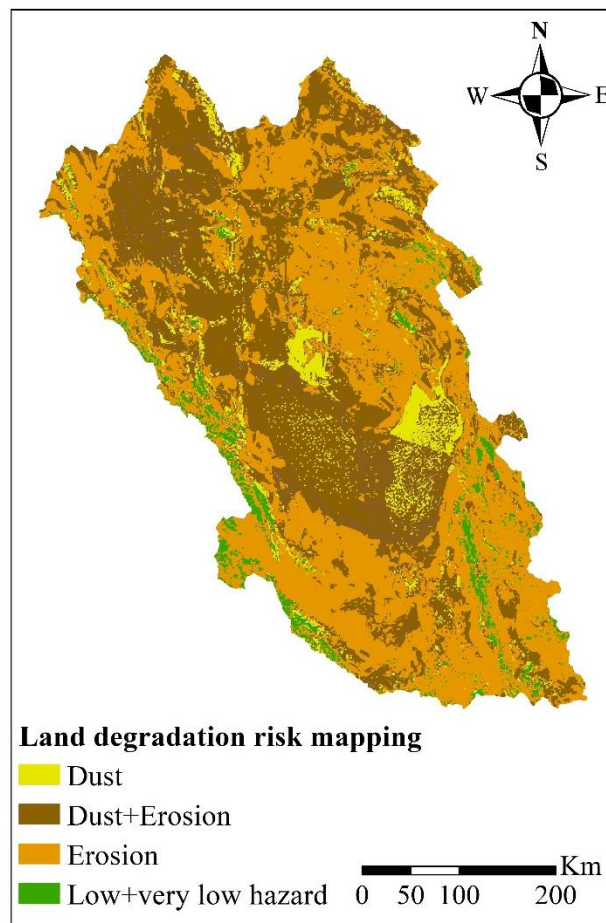 N
W E
S
Land degradation risk mapping
Dust
Dust+Erosion
Erosion
Low+very low hazard
Km
0 50 100 200